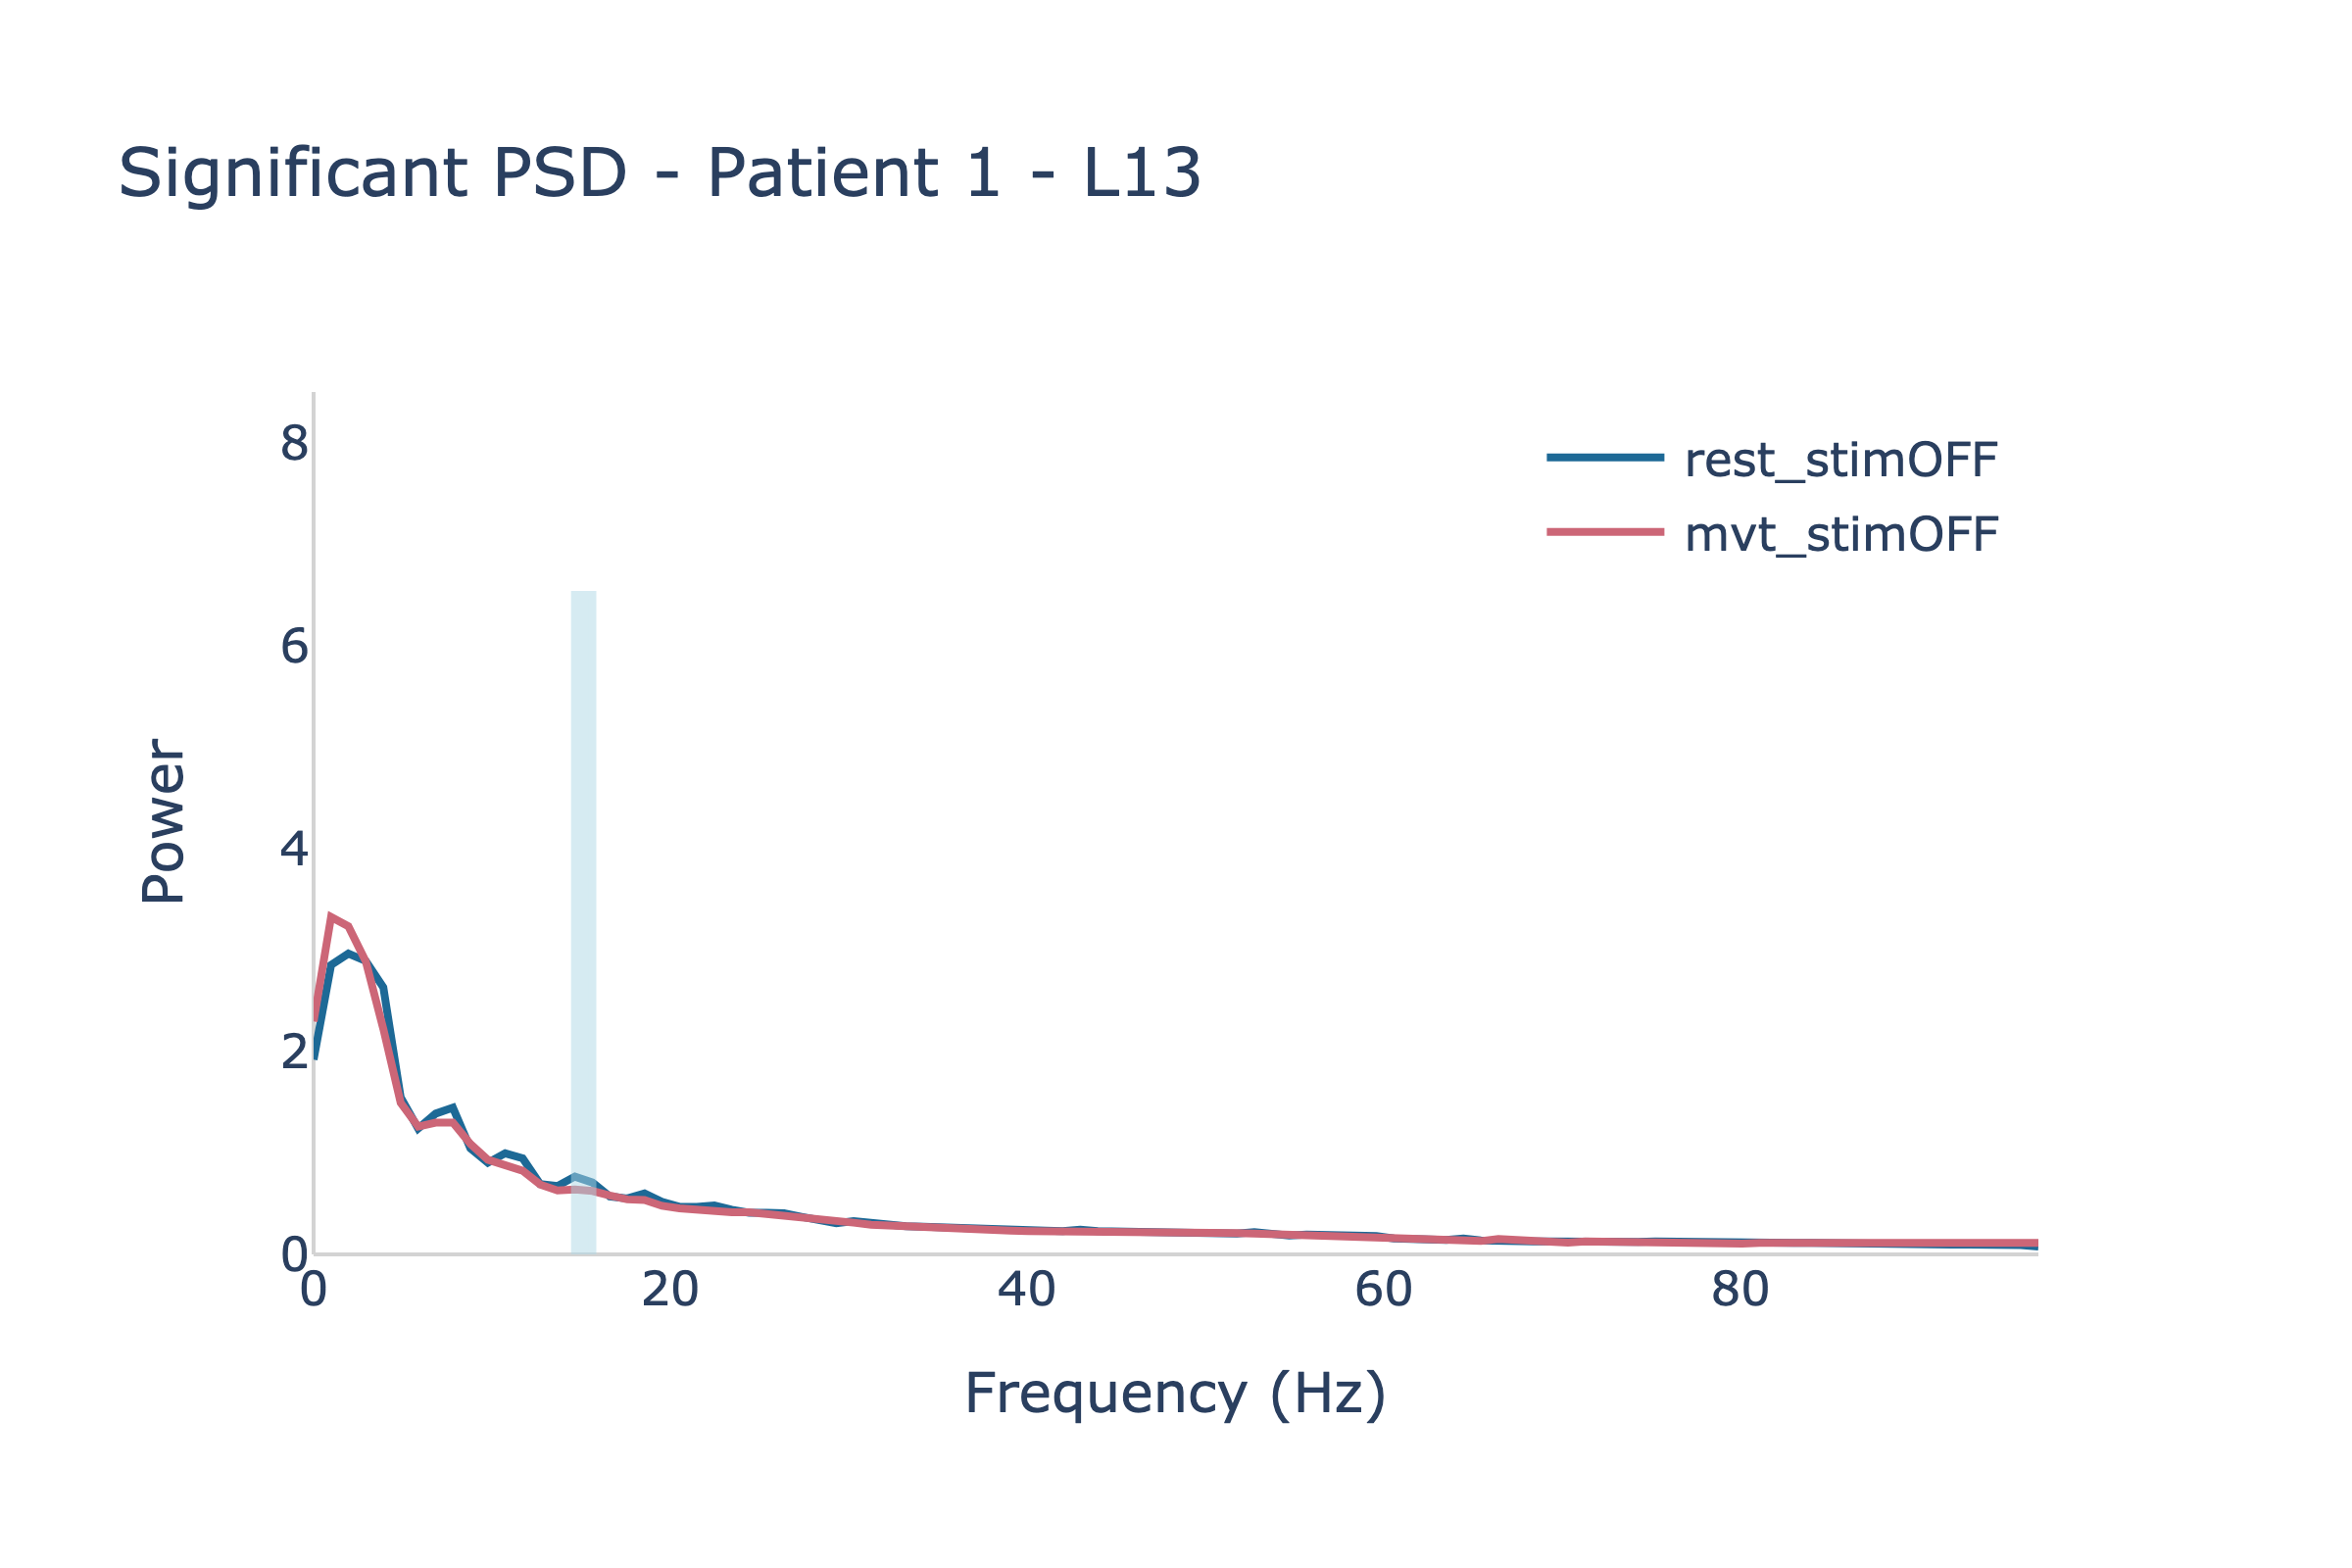 Significant PSD - Patient 1 - L13
8
6
4
2
0
Power
rest_stimOFF
mvt_stimOFF
0 20 40 60 80
Frequency (Hz)